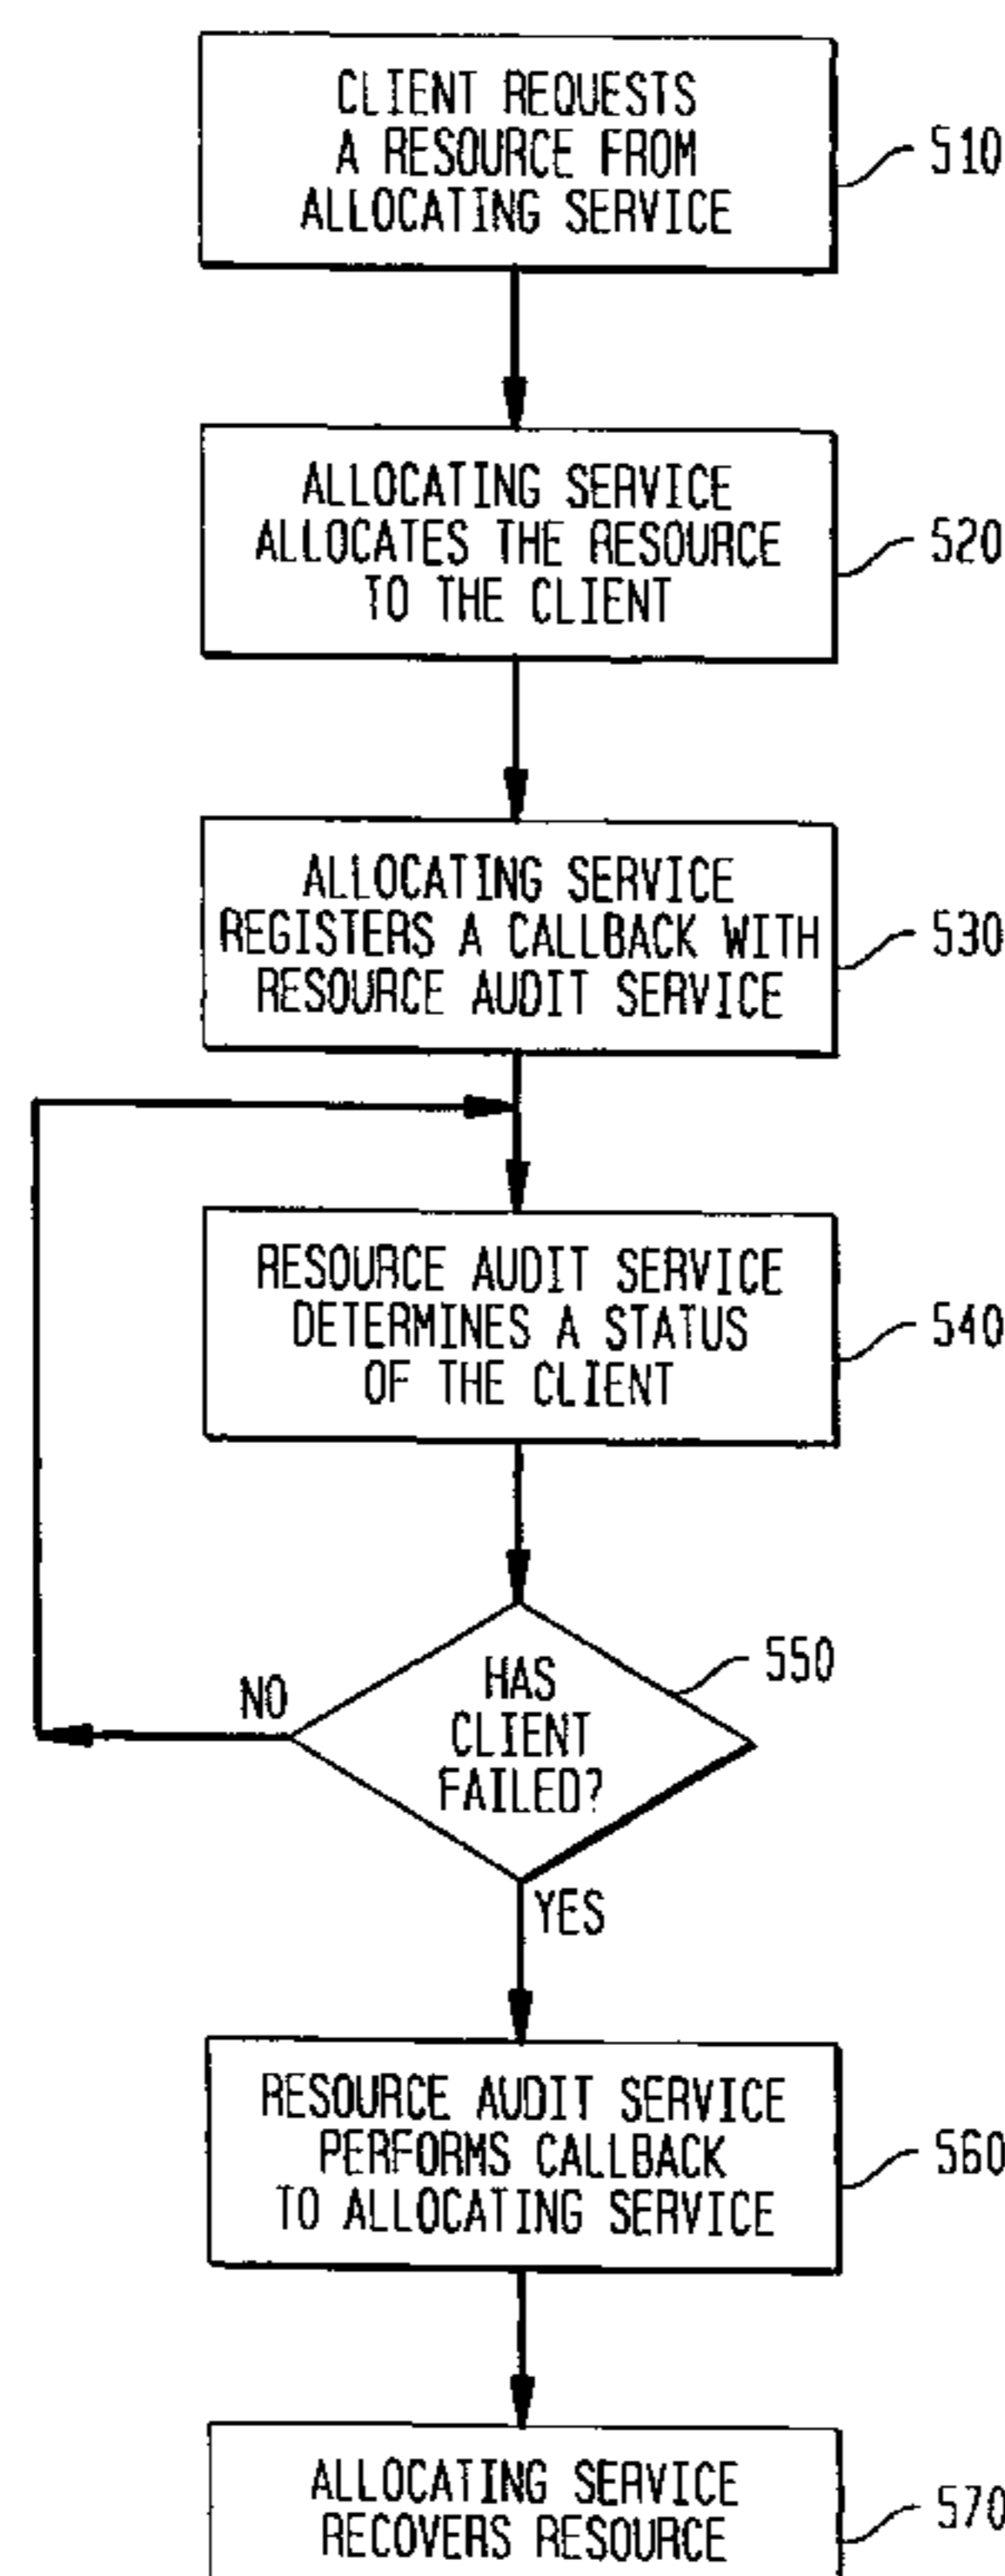 CLIENT REQUESTS
A RESOURCE FROM
ALLOCATING SERVICE
510
ALLOCATING SERVICE
ALLOCATES THE RESOURCE
TO THE CLIENT
520
ALLOCATING SERVICE
REGISTERS A CALLBACK WITH
RESOURCE AUDIT SERVICE
530
RESOURCE AUDIT SERVICE
DETERMINES A STATUS
OF THE CLIENT
540
HAS
CLIENT
FAILED?
550
NO
YES
RESOURCE AUDIT SERVICE
PERFORMS CALLBACK
TO ALLOCATING SERVICE
560
ALLOCATING SERVICE
RECOVERS RESOURCE
570